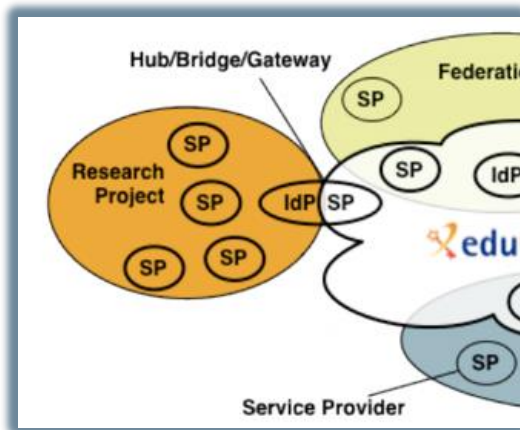 Hub/Bridge/Gateway
Federati
SP
SP
Research
Project
SP
IdP
SP
IdP
SP
edu
SP
SP
SP
Service Provider